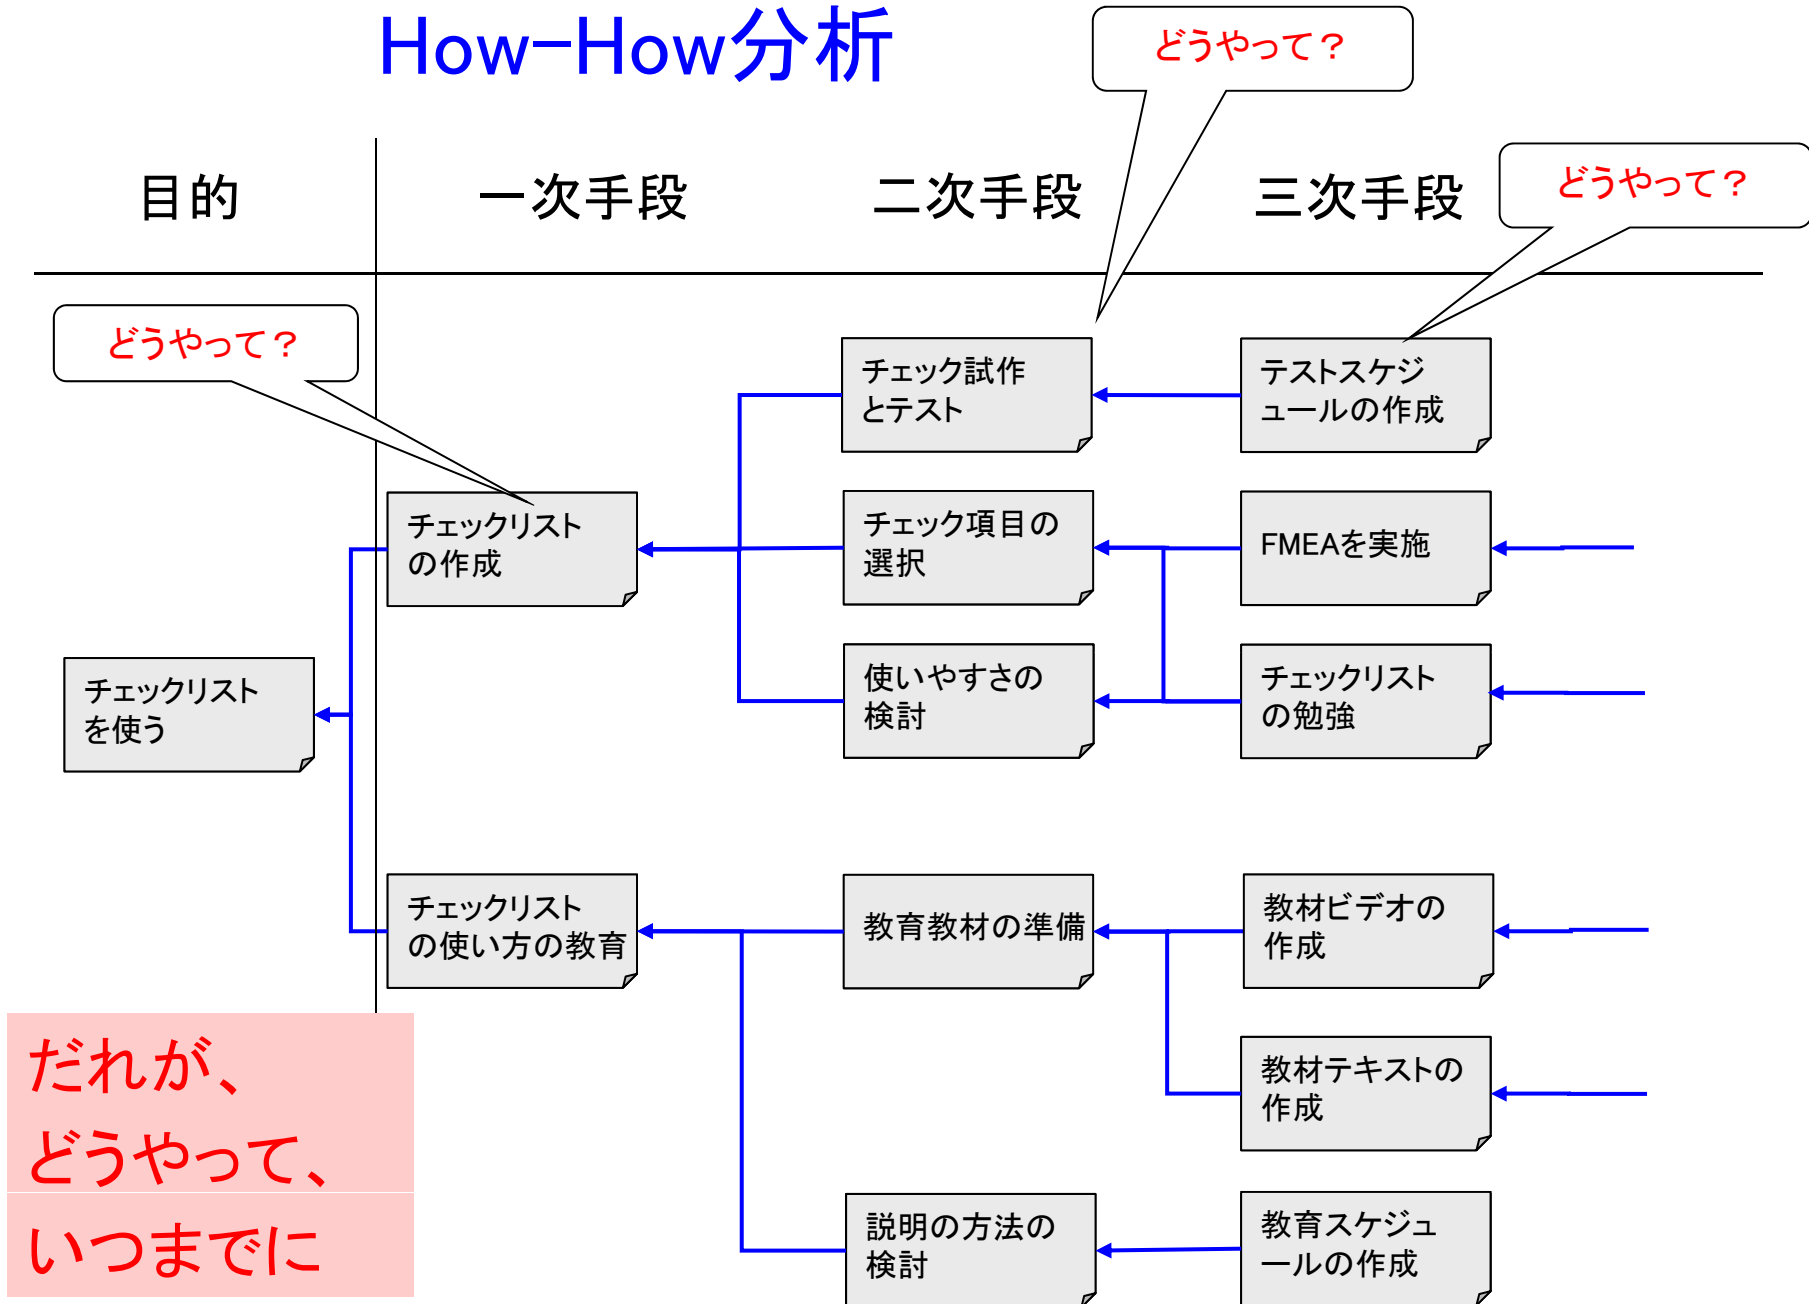 How-How分析
どうやって？
どうやって？
目的
一次手段
二次手段
三次手段
どうやって？
チェック試作
とテスト
テストスケジ
ュールの作成
チェックリスト
の作成
チェック項目の
選択
FMEAを実施
チェックリスト
を使う
使いやすさの
検討
チェックリスト
の勉強
チェックリスト
の使い方の教育
教育教材の準備
教材ビデオの
作成
教材テキストの
作成
説明の方法の
検討
教育スケジュ
ールの作成
だれが、
どうやって、
いつまでに